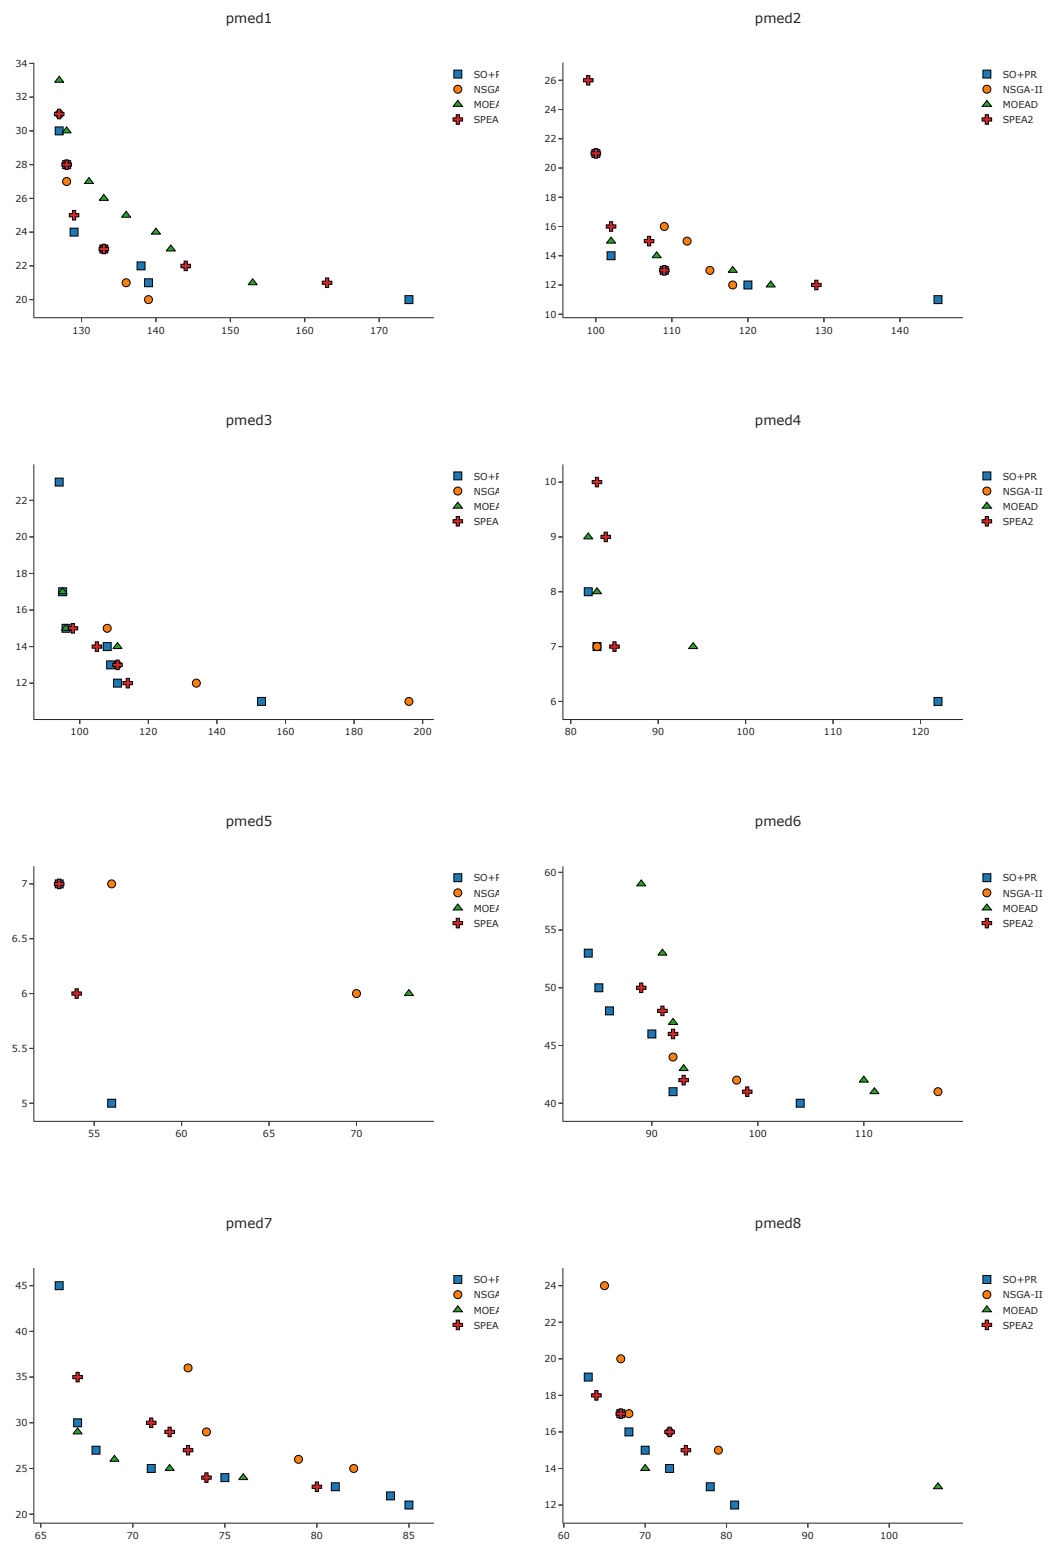 pmed1
34
32
30
28
26
24
22
20
130
140
150
160
170
SO+P
NSGA
MOEAD
SPEA
pmed2
26
24
22
20
18
16
14
12
10
100
110
120
130
140
SO+PR
NSGA-II
MOEAD
SPEA2
pmed3
22
20
18
16
14
12
100
120
140
160
180
200
SO+P
NSGA
MOEA
SPEA
pmed4
10
9
8
7
6
80
90
100
110
120
SO+PR
NSGA-II
MOEAD
SPEA2
pmed5
7
6.5
6
5.5
5
55
60
65
70
SO+P
NSGA
MOEA
SPEA
pmed6
60
55
50
45
40
90
100
110
SO+PR
NSGA-II
MOEAD
SPEA2
pmed7
45
40
35
30
25
20
65
70
75
80
85
SO+P
NSGA
MOEA
SPEA
pmed8
24
22
20
18
16
14
12
60
70
80
90
100
SO+PR
NSGA-II
MOEAD
SPEA2